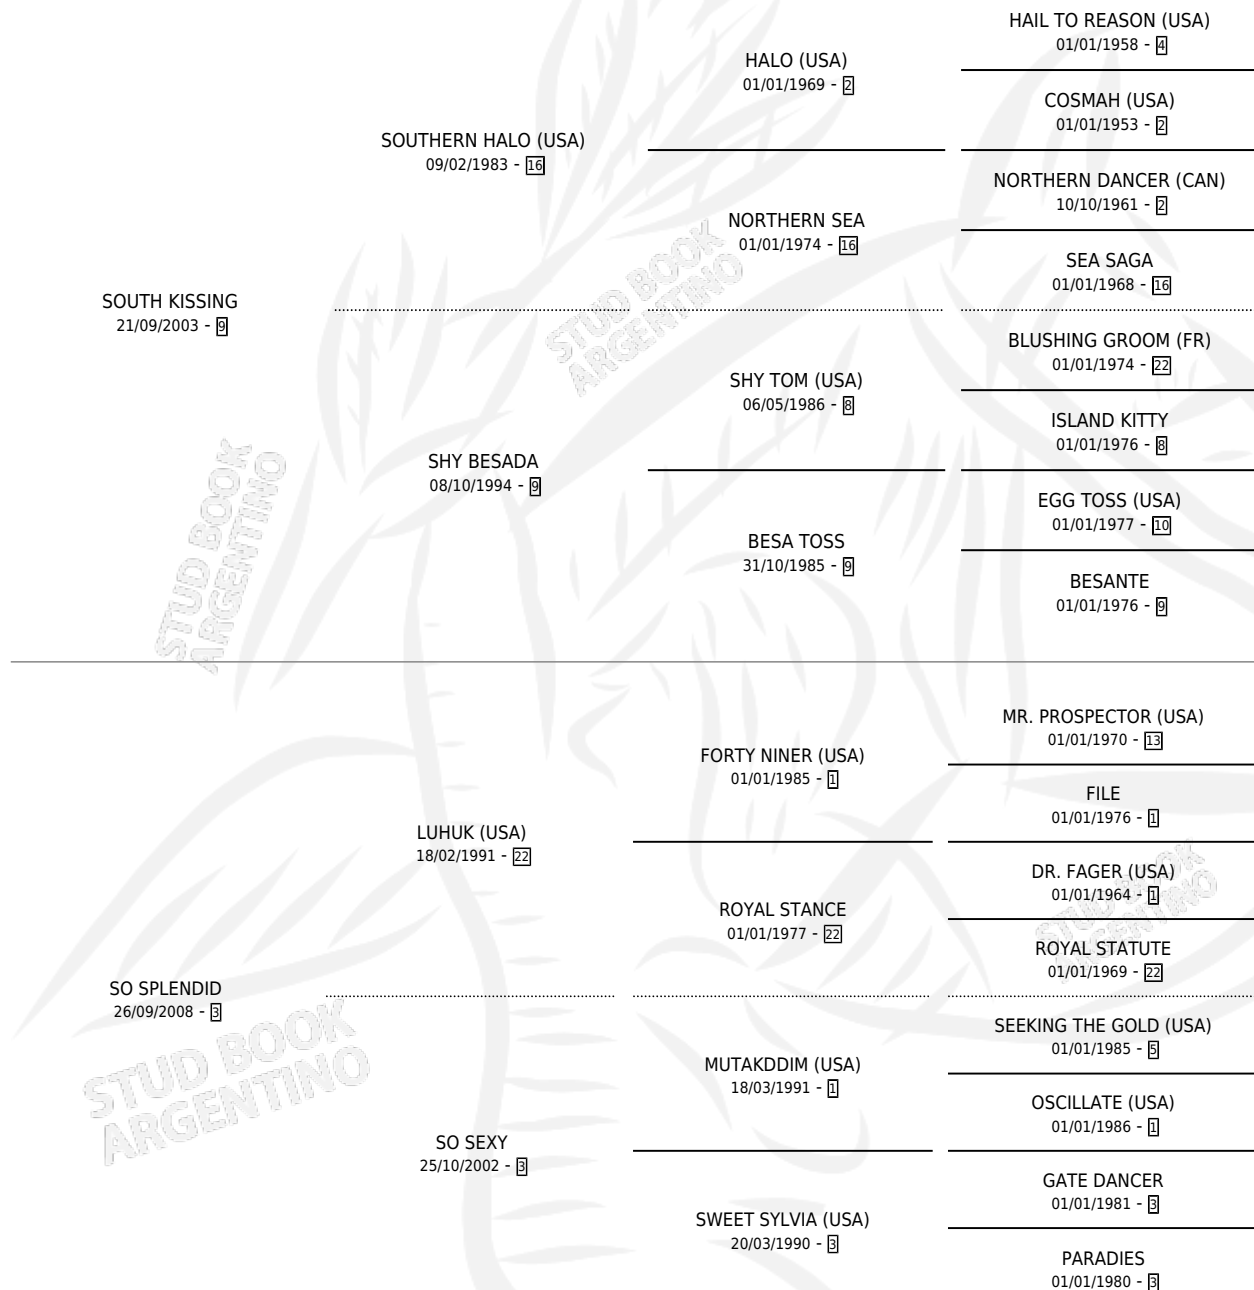 HAIL TO REASON (USA)
01/01/1958 - 4
HALO (USA)
01/01/1969 - 2
COSMAH (USA)
01/01/1953 - 2
SOUTHERN HALO (USA)
09/02/1983 - 16
NORTHERN DANCER (CAN)
10/10/1961 - 2
NORTHERN SEA
01/01/1974 - 16
SEA SAGA
01/01/1968 - 16
SOUTH KISSING
21/09/2003 - 9
BLUSHING GROOM (FR)
01/01/1974 - 22
SHY TOM (USA)
06/05/1986 - 8
ISLAND KITTY
01/01/1976 - 8
SHY BESADA
08/10/1994 - 9
EGG TOSS (USA)
01/01/1977 - 10
BESA TOSS
31/10/1985 - 9
BESANTE
01/01/1976 - 9
MR. PROSPECTOR (USA)
01/01/1970 - 13
FORTY NINER (USA)
01/01/1985 - 1
FILE
01/01/1976 - 1
LUHUK (USA)
18/02/1991 - 22
DR. FAGER (USA)
01/01/1964 - 1
ROYAL STANCE
01/01/1977 - 22
ROYAL STATUTE
01/01/1969 - 22
SO SPLENDID
26/09/2008 - 3
SEEKING THE GOLD (USA)
01/01/1985 - 5
MUTAKDDIM (USA)
18/03/1991 - 1
OSCILLATE (USA)
01/01/1986 - 1
SO SEXY
25/10/2002 - 3
GATE DANCER
01/01/1981 - 3
SWEET SYLVIA (USA)
20/03/1990 - 3
PARADIES
01/01/1980 - 3
STUD BOOK
ARGENTINO
STUD BOOK
ARGENTINO
STUD BOOK
ARGENTINO
STUD BOOK
ARGENTINO